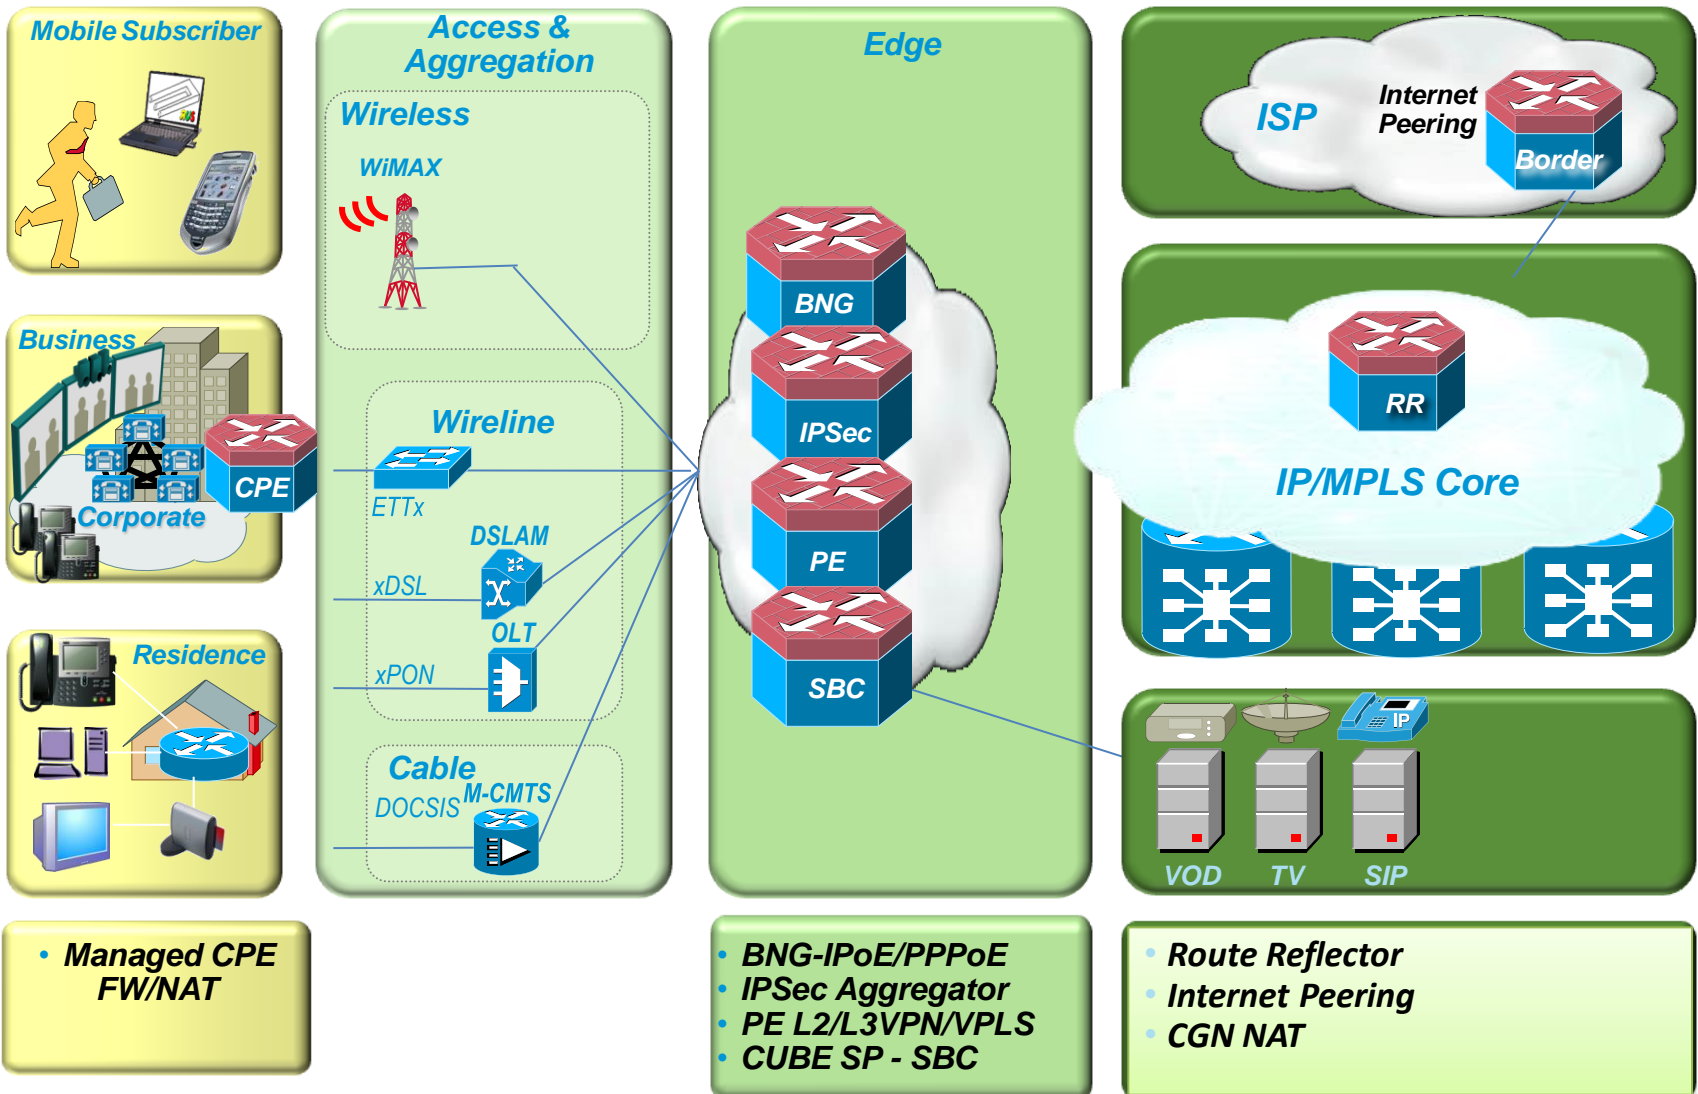 Mobile Subscriber
Business
Corporate
CPE
Residence
• Managed CPE
FW/NAT
Access &
Aggregation
Wireless
WiMAX
Wireline
ETTx
DSLAM
xDSL
OLT
xPON
Cable
DOCSIS
M-CMTS
Edge
BNG
IPSec
PE
SBC
• BNG-IPoE/PPPoE
• IPSec Aggregator
• PE L2/L3VPN/VPLS
• CUBE SP - SBC
ISP
Internet
Peering
Border
RR
IP/MPLS Core
IP
VOD
TV
SIP
• Route Reflector
• Internet Peering
• CGN NAT